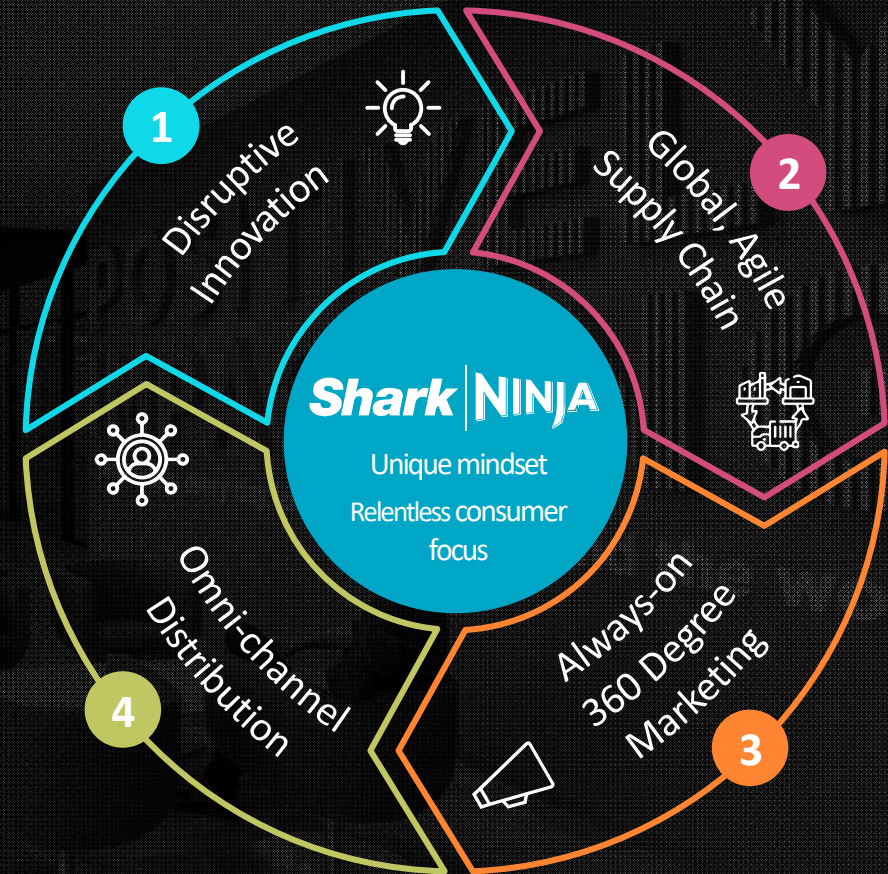 1
Disruptive
Innovation
2
Global, Agile
Supply Chain
Shark NINJA
Unique mindset
Relentless consumer
focus
Always-on
360 Degree
Marketing
3
Omni-channel
Distribution
4